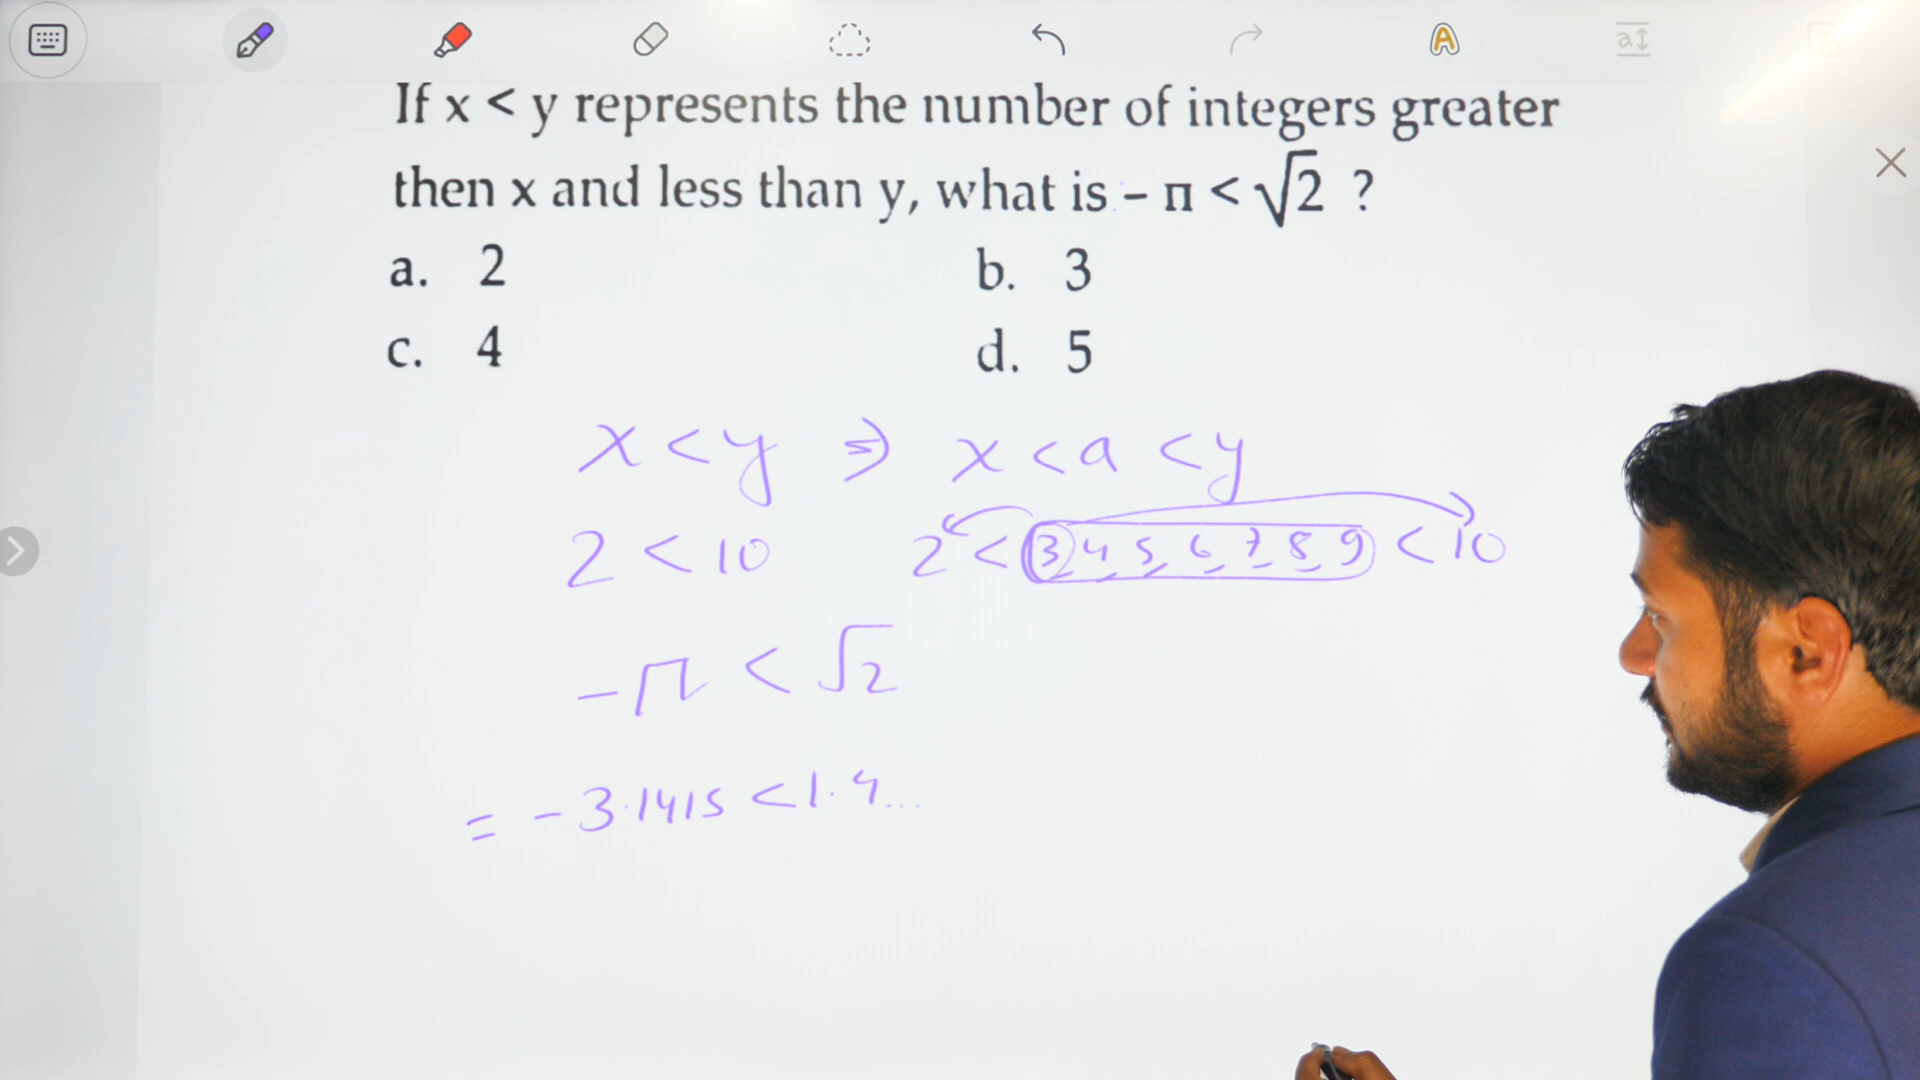 If x < y represents the number of integers greater
then x and less than y, what is – π < √2 ?
a. 2
b. 3
c. 4
d. 5
x < y ⇒ x < a < y
2 < 10 2 < 3 4 5 6 7 8 9 < 10
-π < √2
= -3.1415 < 1.4...